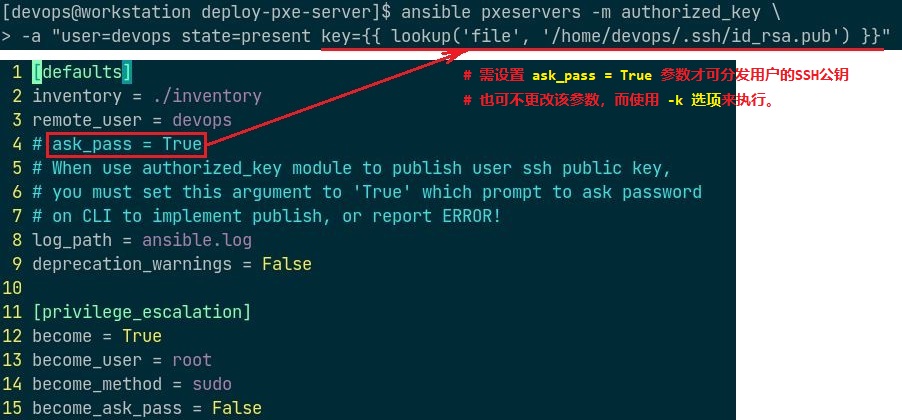 [devops@workstation deploy-pxe-server]$ ansible pxeservers -m authorized_key \
> -a "user=devops state=present key={{ lookup('file', '/home/devops/.ssh/id_rsa.pub') }}"
# 需设置 ask_pass = True 参数才可分发用户的SSH公钥
# 也可不更改该参数，而使用 -k 选项来执行。
1 [defaults]
2 inventory = ./inventory
3 remote_user = devops
4 # ask_pass = True
5 # When use authorized_key module to publish user ssh public key,
6 # you must set this argument to 'True' which prompt to ask password
7 # on CLI to implement publish, or report ERROR!
8 log_path = ansible.log
9 deprecation_warnings = False
10
11 [privilege_escalation]
12 become = True
13 become_user = root
14 become_method = sudo
15 become_ask_pass = False